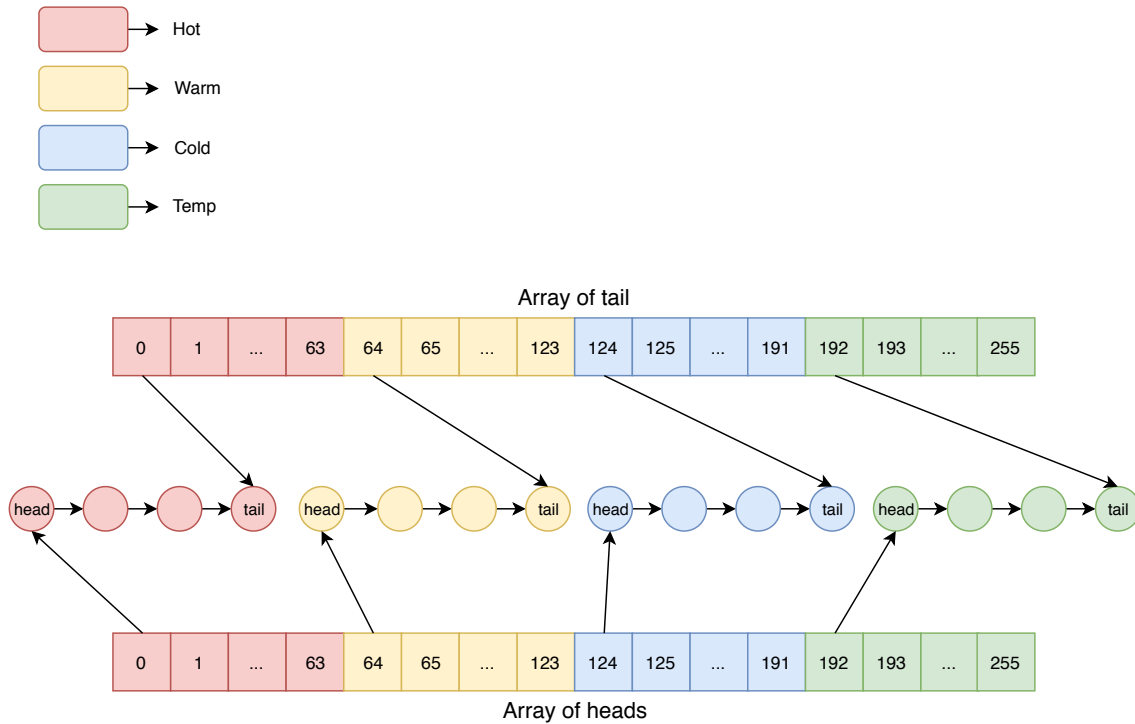 Hot
Warm
Cold
Temp
Array of tail
0 1 ... 63 64 65 ... 123 124 125 ... 191 192 193 ... 255
head tail head tail head tail head tail
0 1 ... 63 64 65 ... 123 124 125 ... 191 192 193 ... 255
Array of heads